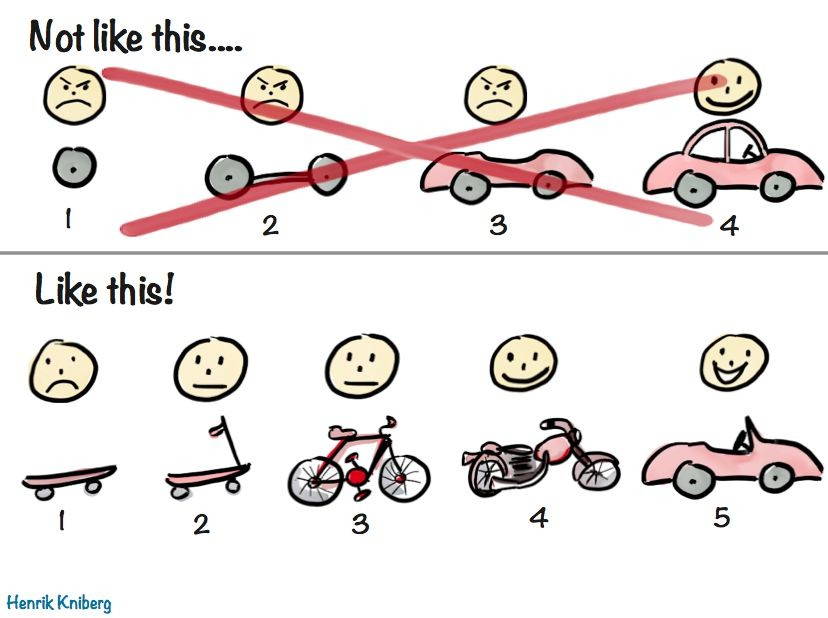 Not like this....
1 2 3 4
Like this!
1 2 3 4 5
Henrik Kniberg